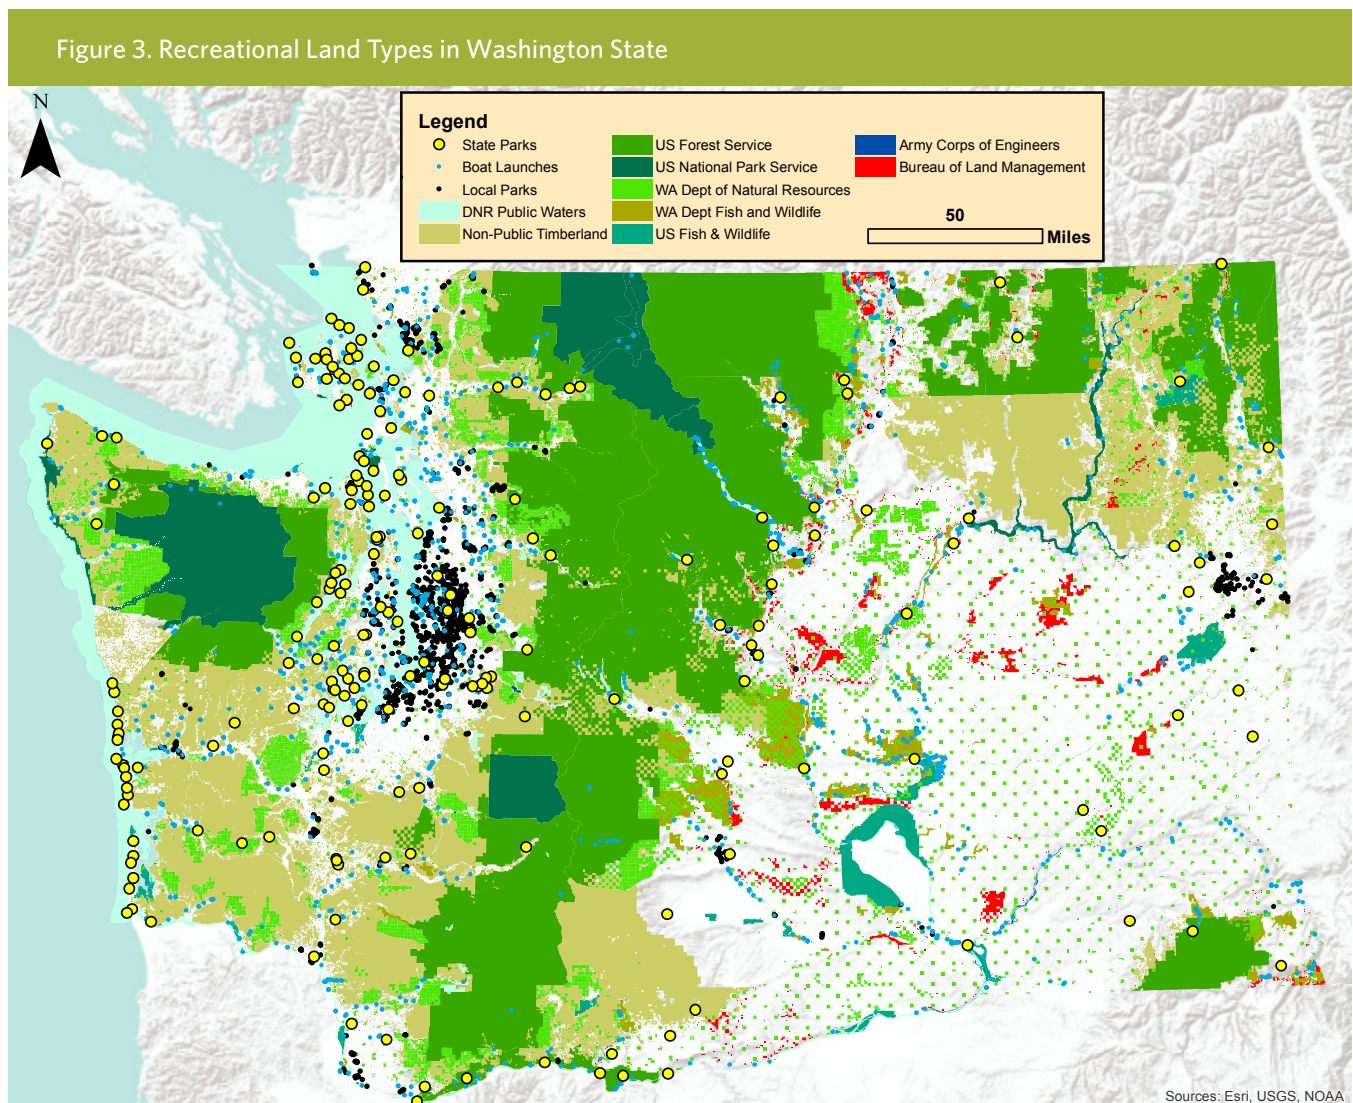 Figure 3. Recreational Land Types in Washington State
N
Legend
State Parks
Boat Launches
Local Parks
DNR Public Waters
Non-Public Timberland
US Forest Service
US National Park Service
WA Dept of Natural Resources
WA Dept Fish and Wildlife
US Fish & Wildlife
Army Corps of Engineers
Bureau of Land Management
50
Miles
Sources: Esri, USGS, NOAA